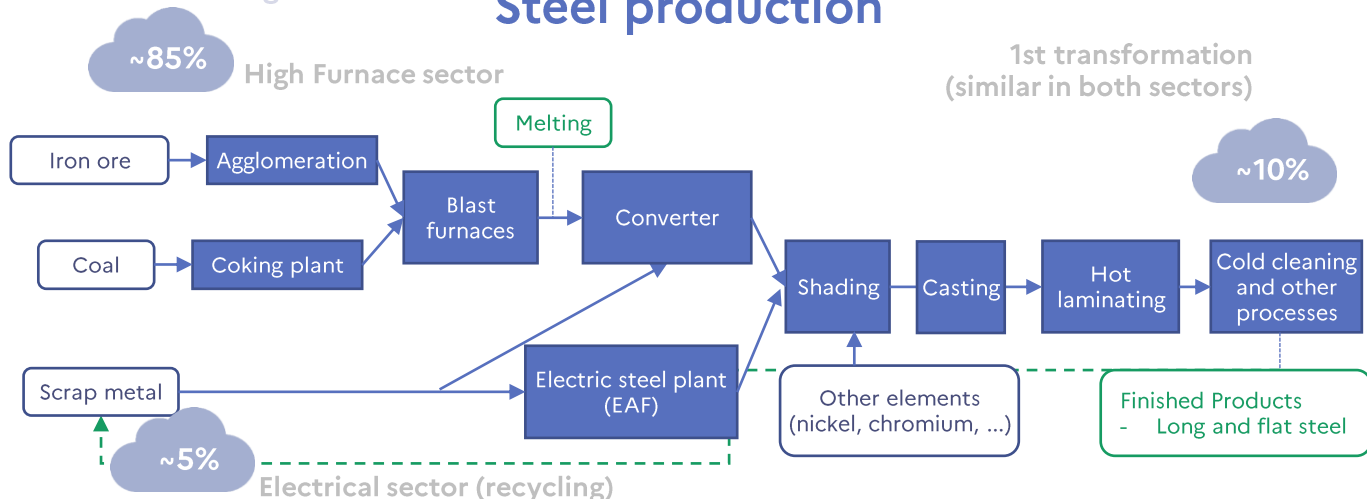 Steel production
~85%
High Furnace sector
1st transformation
(similar in both sectors)
Melting
~10%
Iron ore
Agglomeration
Blast
furnaces
Converter
Coal
Coking plant
Shading
Casting
Hot
laminating
Cold cleaning
and other
processes
Scrap metal
Electric steel plant
(EAF)
Other elements
(nickel, chromium, ...)
Finished Products
- Long and flat steel
~5%
Electrical sector (recycling)